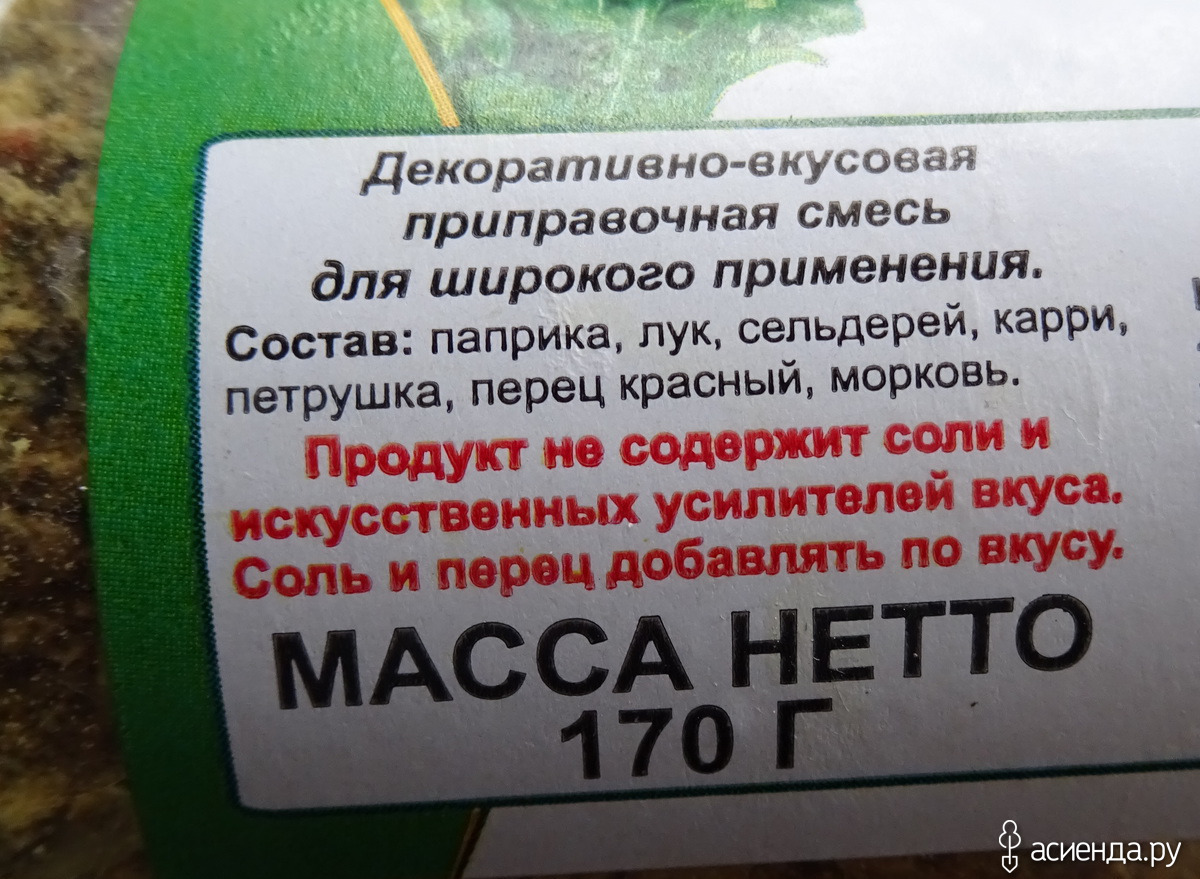 Декоративно-вкусовая
приправочная смесь
для широкого применения.
Состав: паприка, лук, сельдерей, карри,
петрушка, перец красный, морковь.
Продукт не содержит соли и
искусственных усилителей вкуса.
Соль и перец добавлять по вкусу.
МАССА НЕТТО
170 Г
асиенда.ру